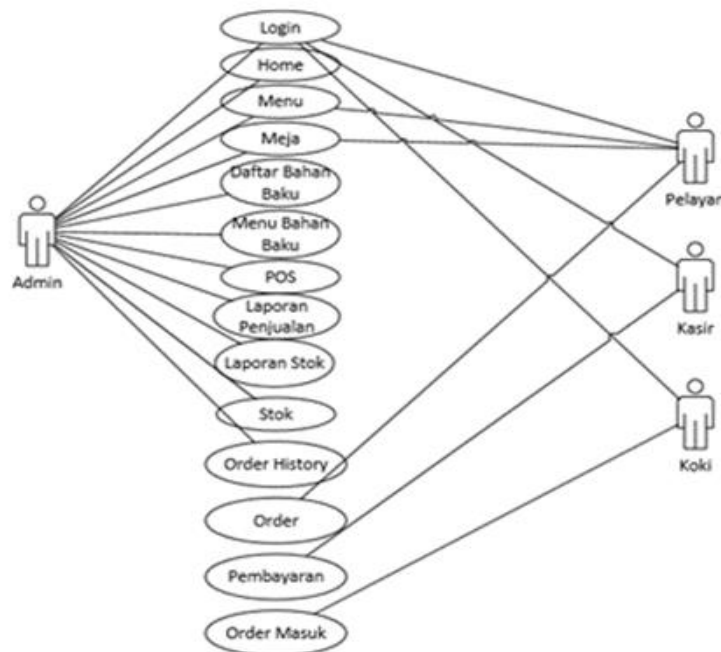 Login
Home
Menu
Meja
Daftar Bahan
Baku
Menu Bahan
Baku
POS
Laporan
Penjualan
Laporan Stok
Stok
Order History
Order
Pembayaran
Order Masuk
Admin
Pelayan
Kasir
Koki